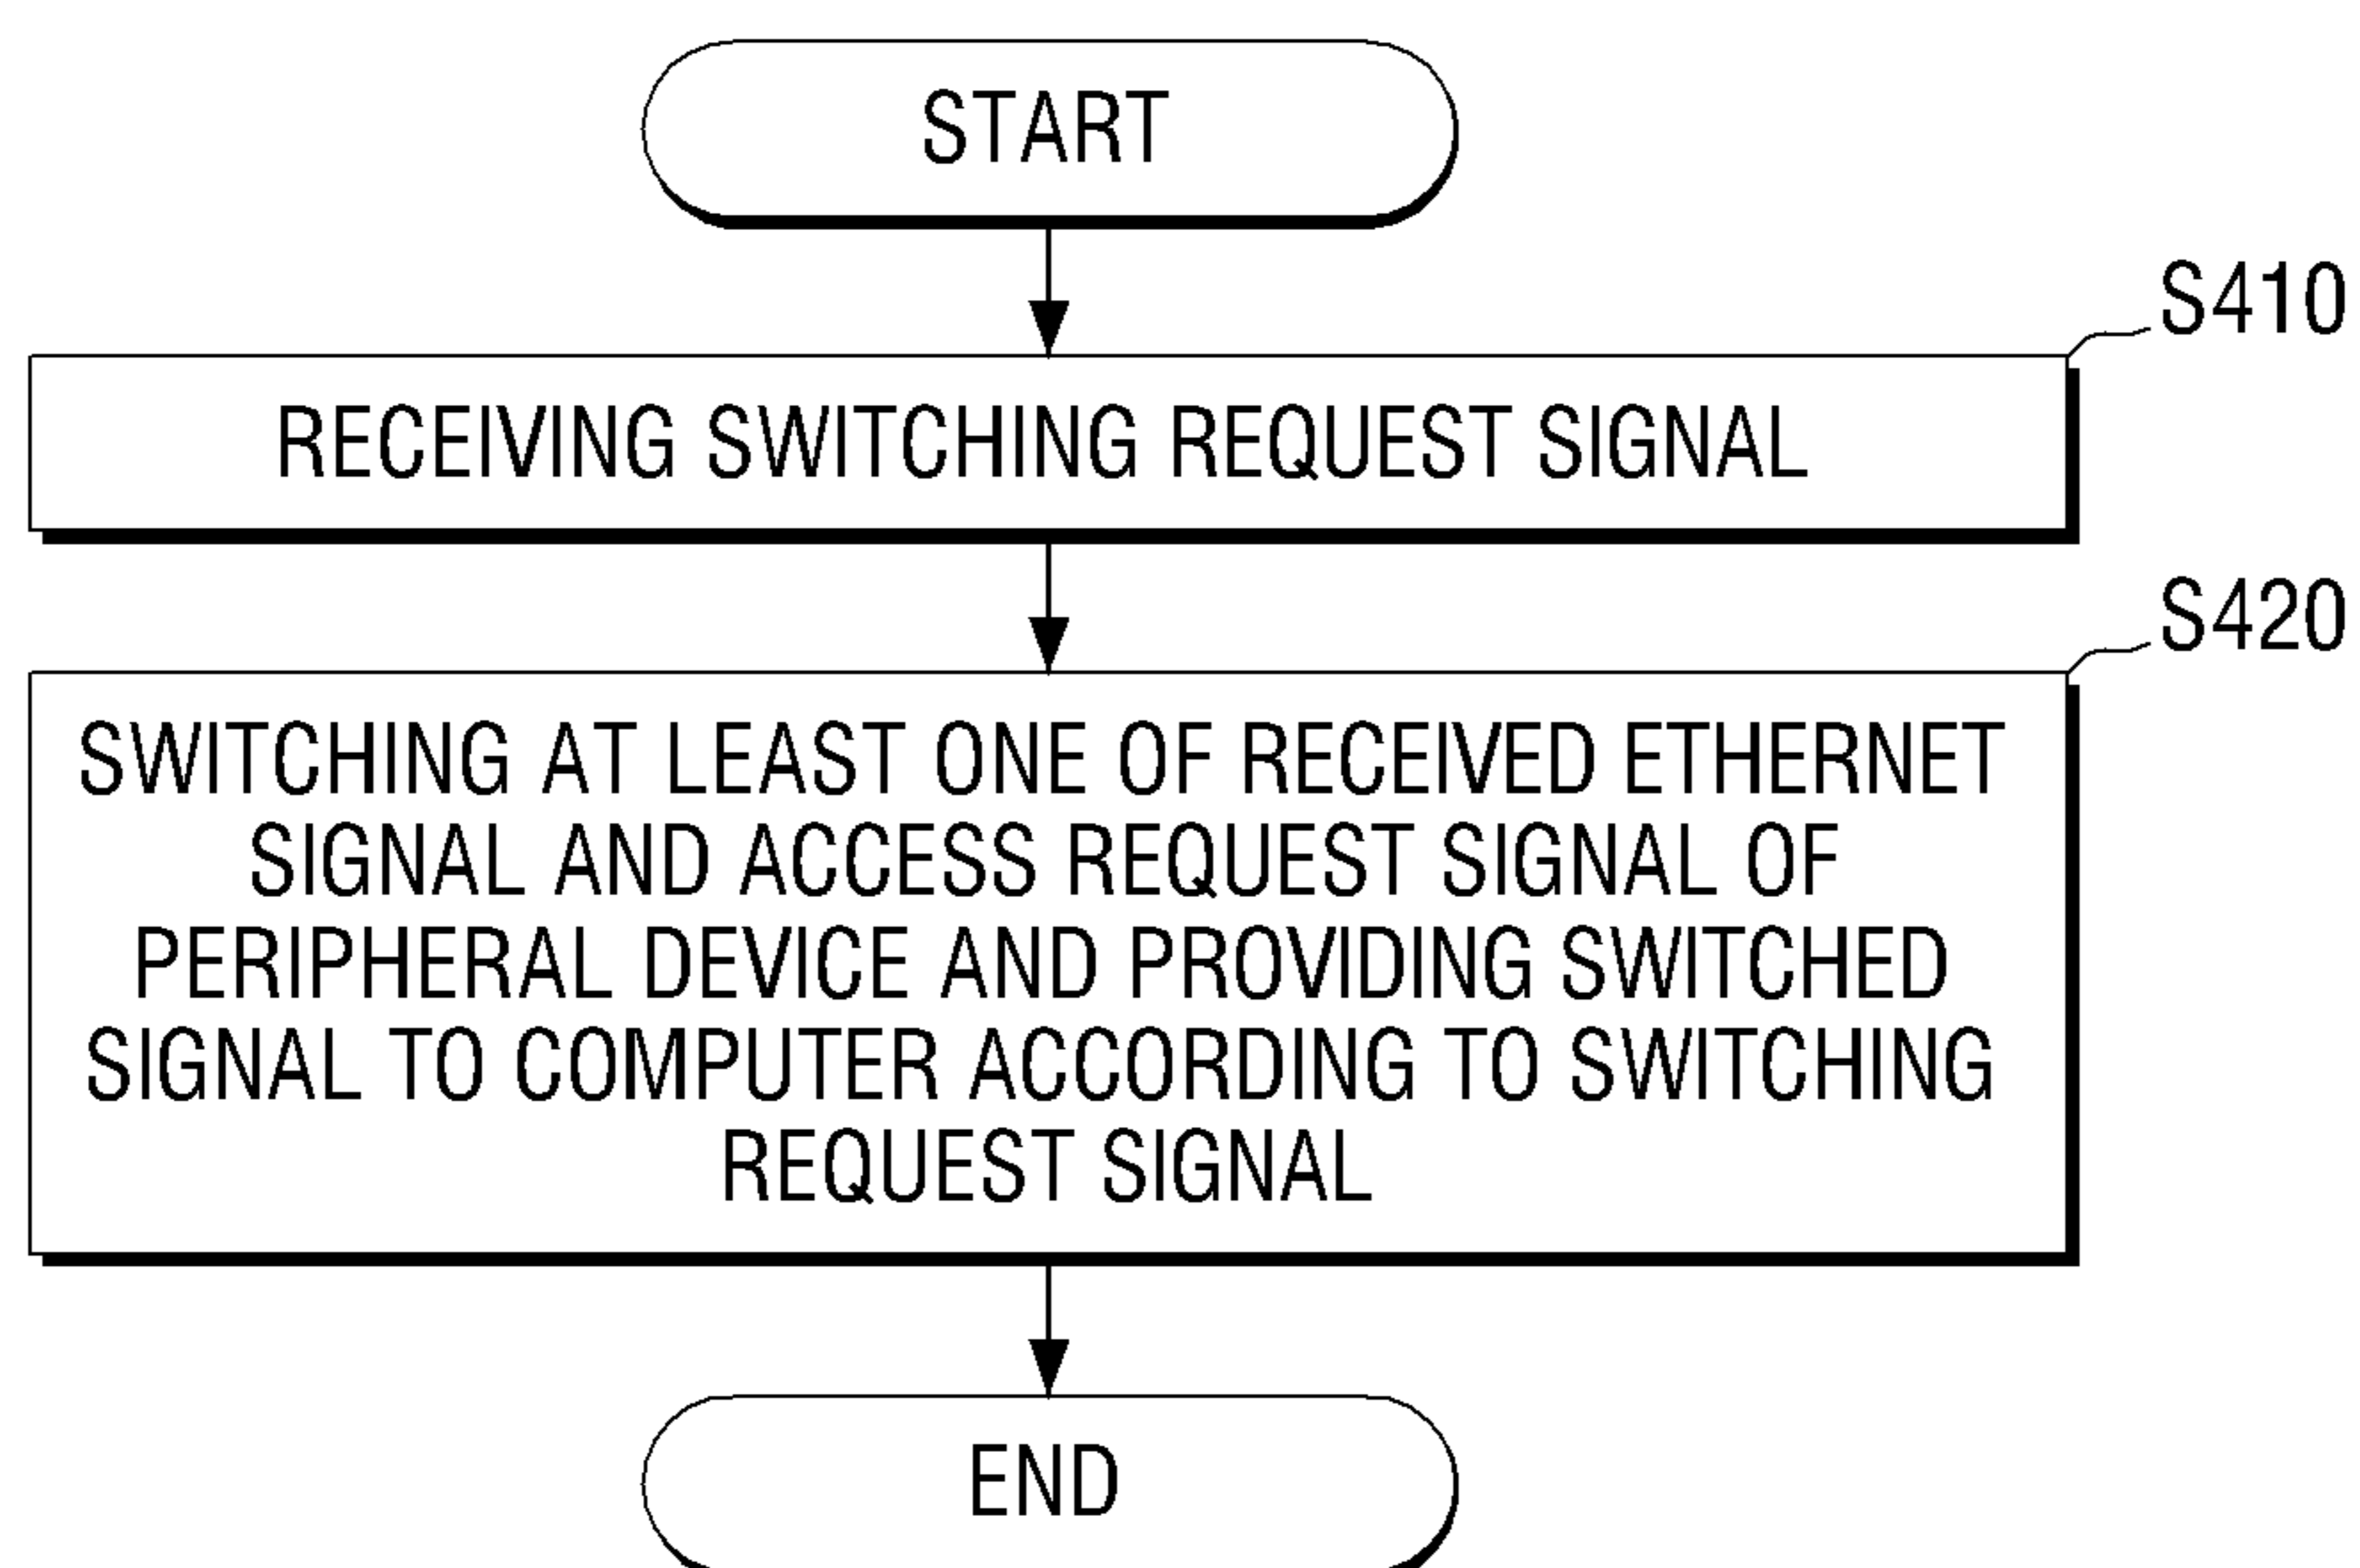 START
S410
RECEIVING SWITCHING REQUEST SIGNAL
S420
SWITCHING AT LEAST ONE OF RECEIVED ETHERNET
SIGNAL AND ACCESS REQUEST SIGNAL OF
PERIPHERAL DEVICE AND PROVIDING SWITCHED
SIGNAL TO COMPUTER ACCORDING TO SWITCHING
REQUEST SIGNAL
END